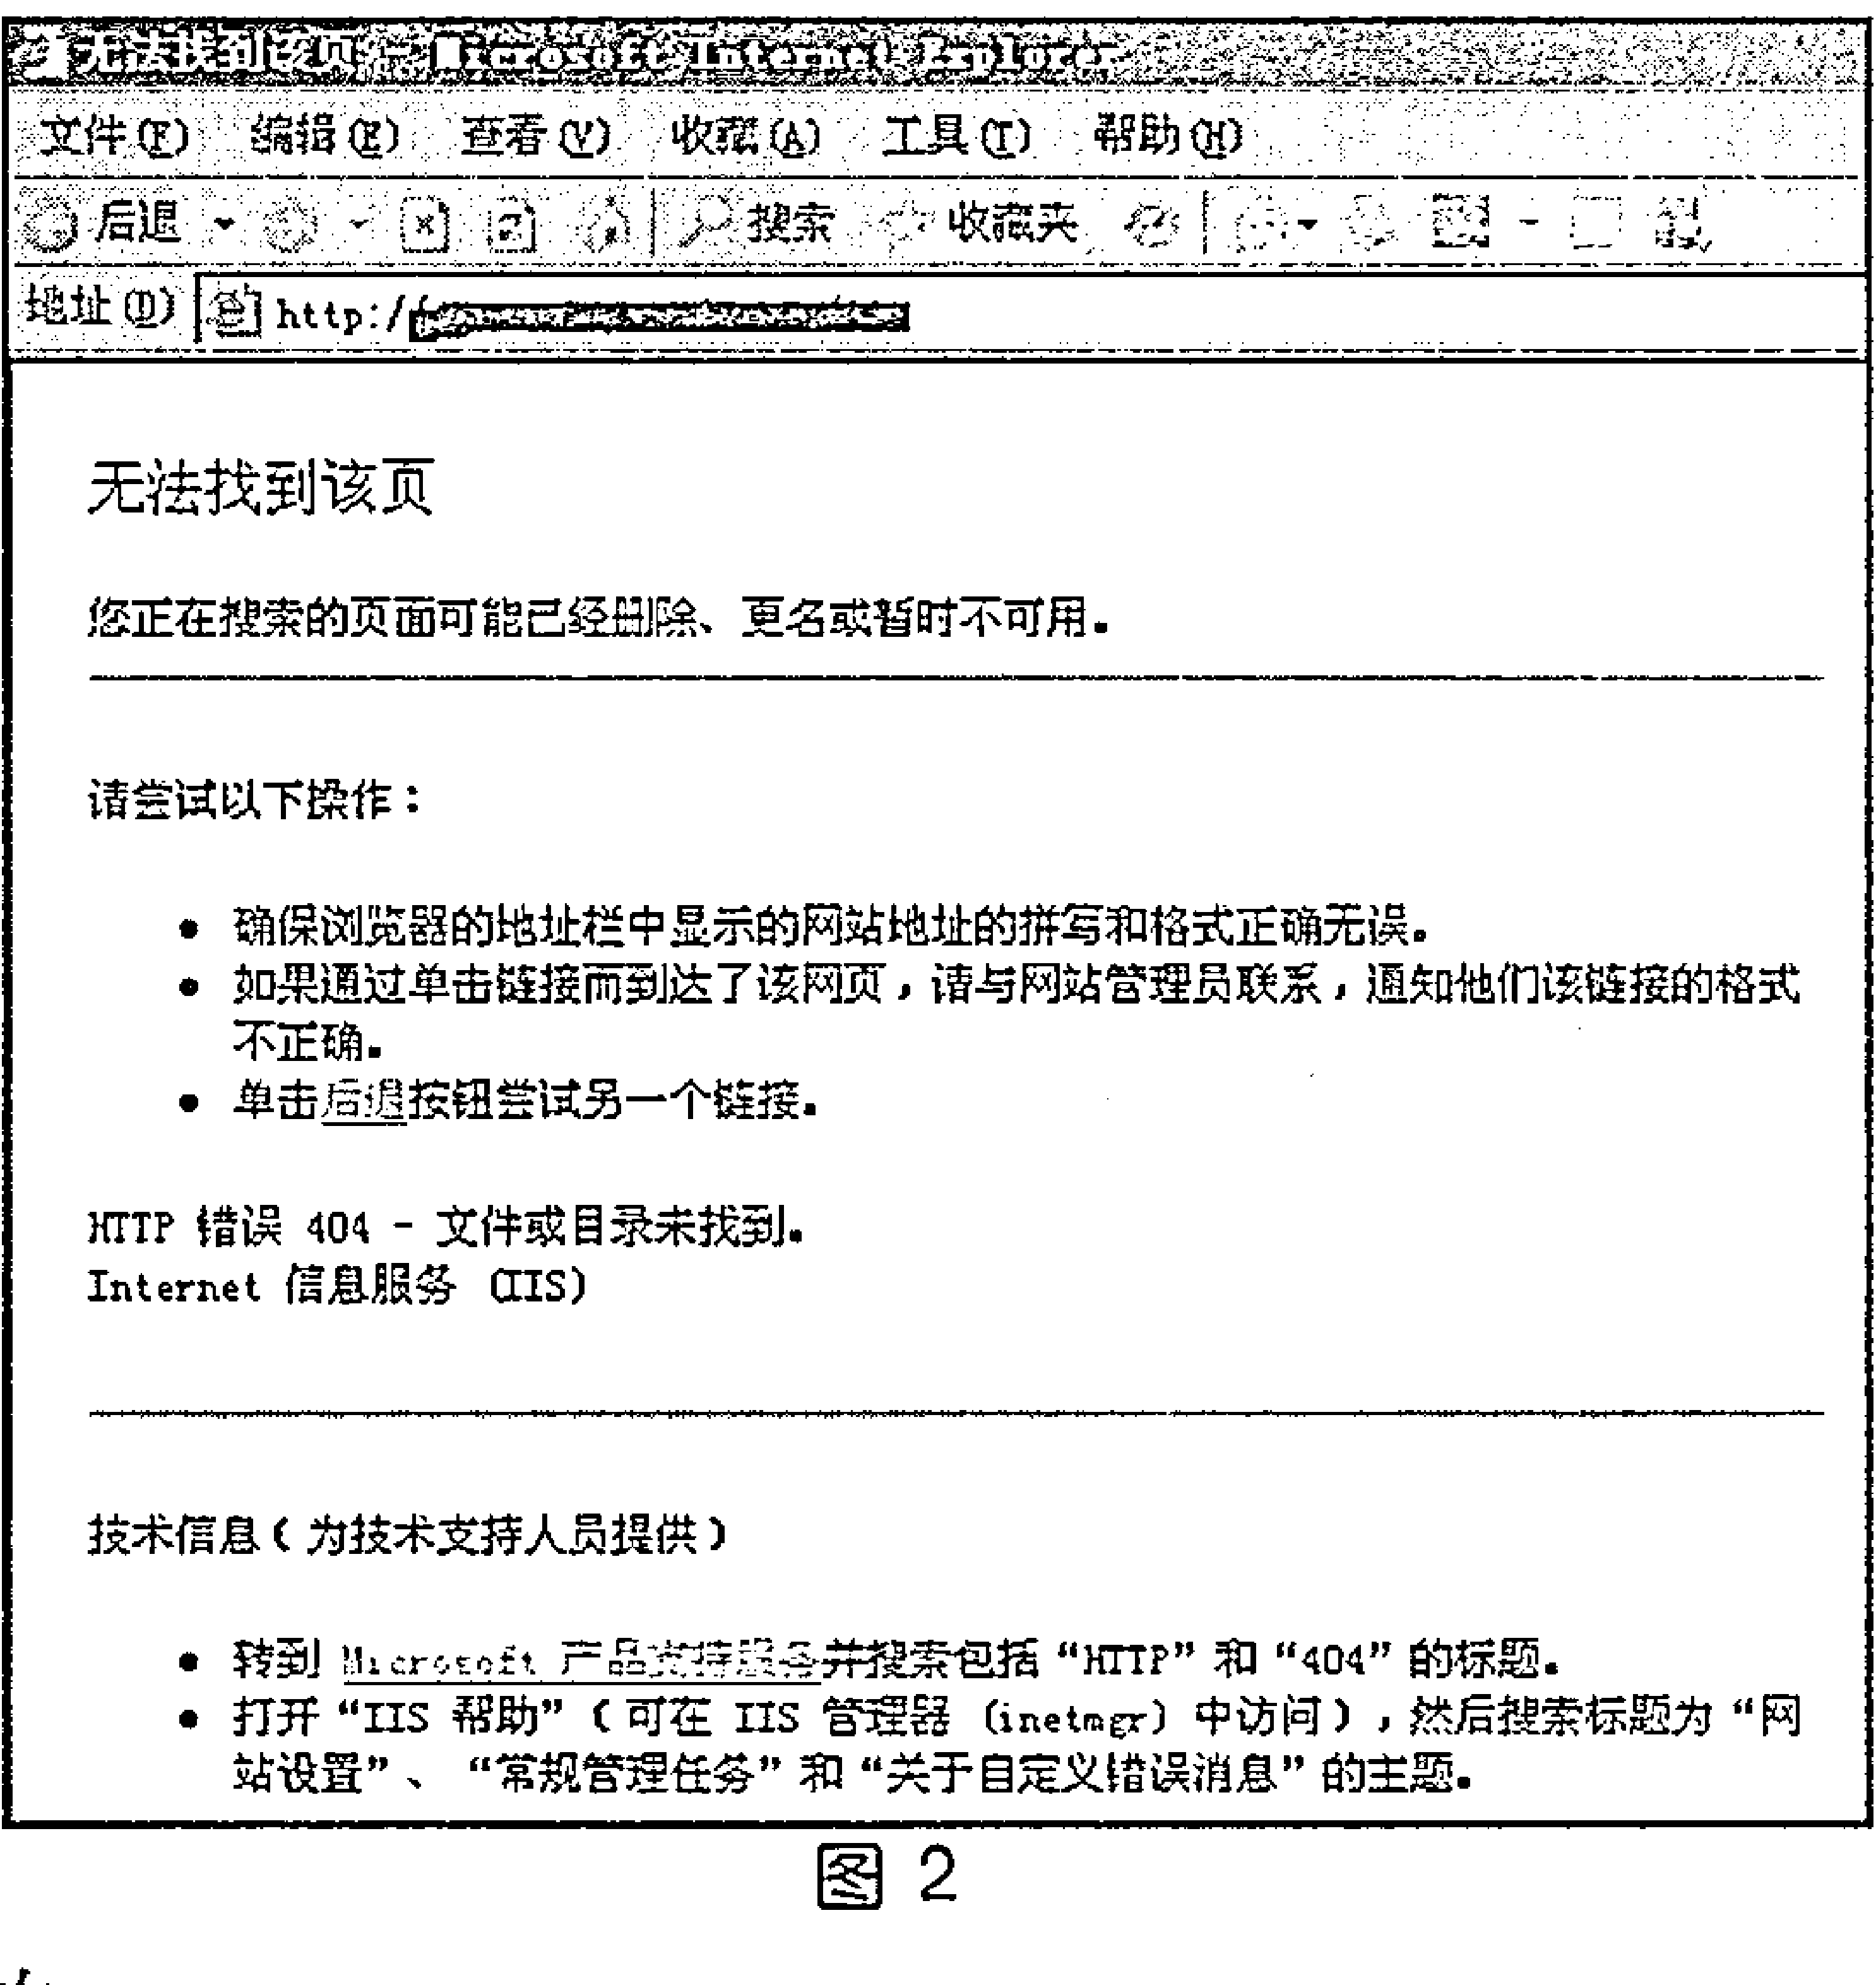 无法找到该页 - Microsoft Internet Explorer
文件(F) 编辑(E) 查看(V) 收藏(A) 工具(T) 帮助(H)
后退 搜索 收藏夹
地址(D) http://
无法找到该页
您正在搜索的页面可能已经删除、更名或暂时不可用。
请尝试以下操作：
● 确保浏览器的地址栏中显示的网站地址的拼写和格式正确无误。
● 如果通过单击链接而到达了该网页，请与网站管理员联系，通知他们该链接的格式
不正确。
● 单击后退按钮尝试另一个链接。
HTTP 错误 404 - 文件或目录未找到。
Internet 信息服务 (IIS)
技术信息（为技术支持人员提供）
● 转到 Microsoft 产品支持服务并搜索包括“HTTP”和“404”的标题。
● 打开“IIS 帮助”（可在 IIS 管理器 (inetmgr) 中访问），然后搜索标题为“网
站设置”、“常规管理任务”和“关于自定义错误消息”的主题。
图 2